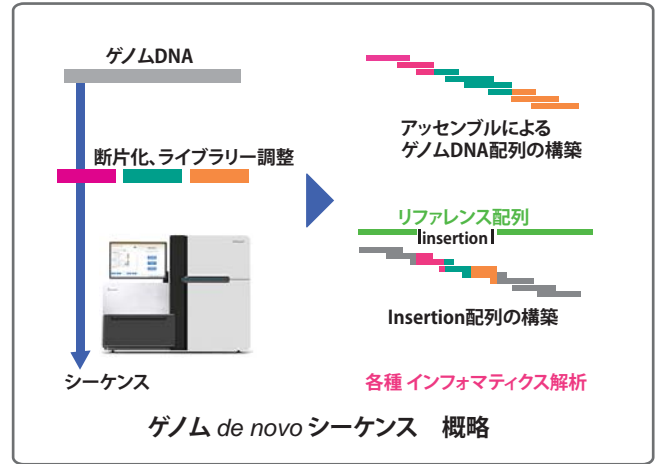 ゲノムDNA
断片化、ライブラリー調整
シーケンス
アッセンブルによる
ゲノムDNA配列の構築
リファレンス配列
insertion
Insertion配列の構築
各種 インフォマティクス解析
ゲノム de novo シーケンス 概略